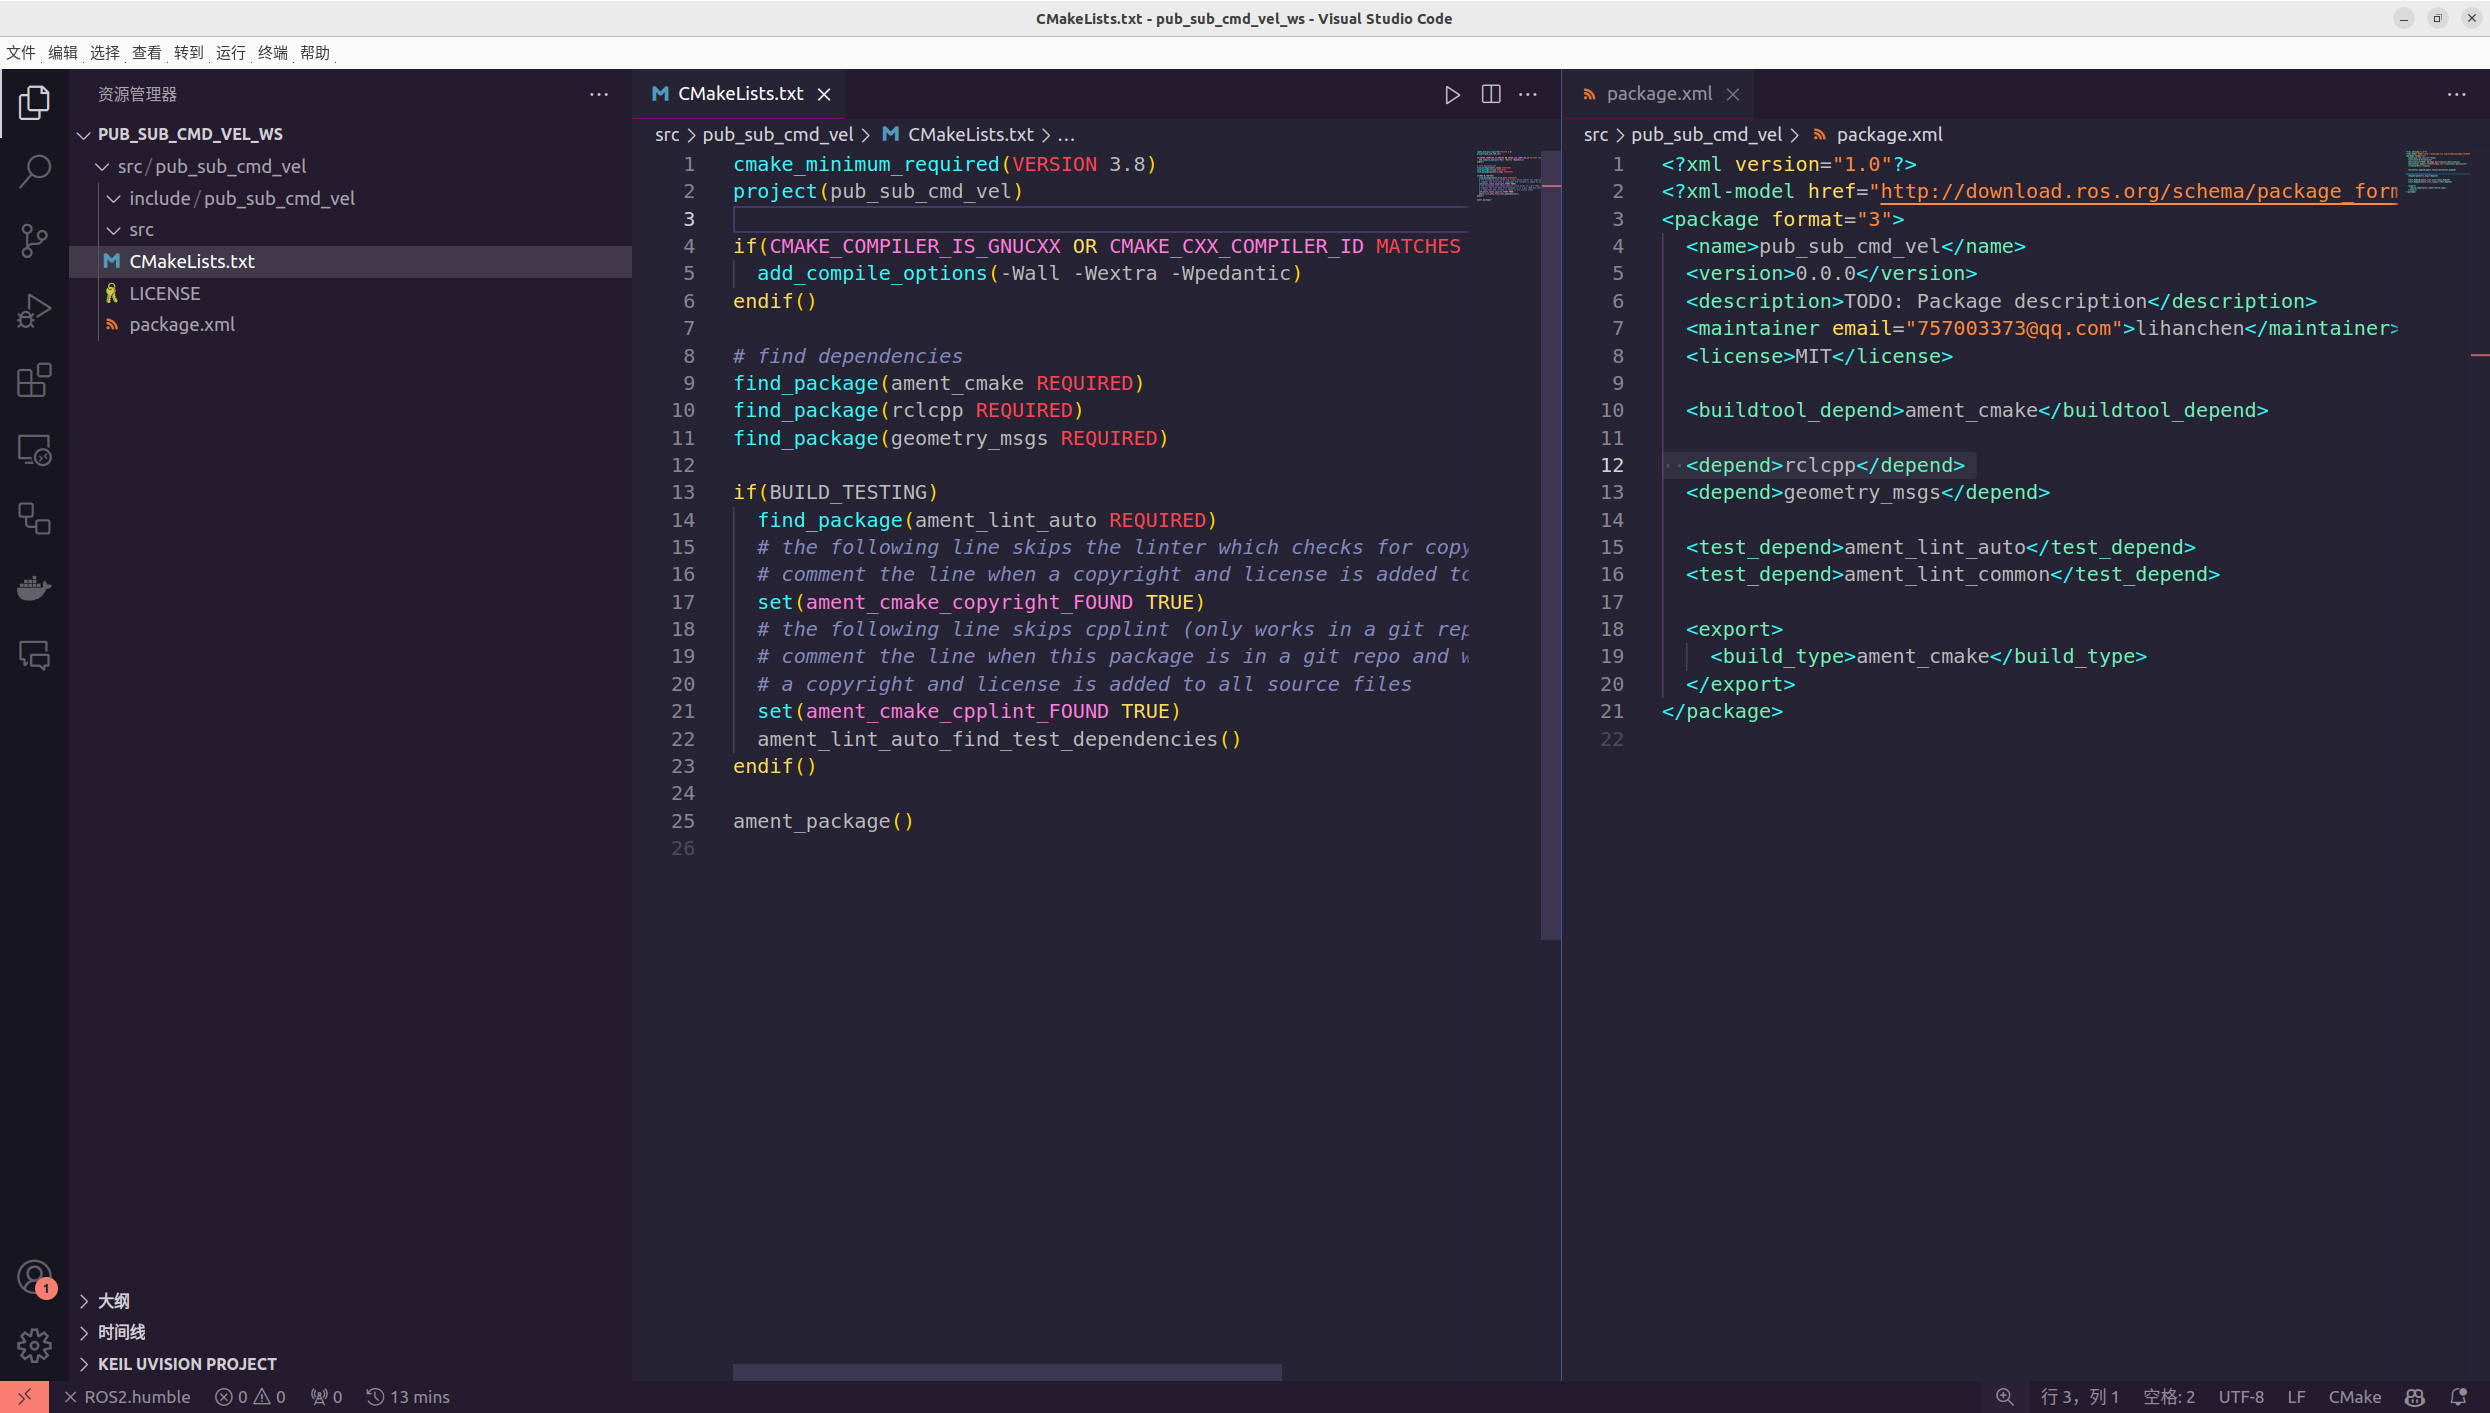 CMakeLists.txt - pub_sub_cmd_vel_ws - Visual Studio Code
文件 编辑 选择 查看 转到 运行 终端 帮助
资源管理器
PUB_SUB_CMD_VEL_WS
src/pub_sub_cmd_vel
include/pub_sub_cmd_vel
src
CMakeLists.txt
LICENSE
package.xml
大纲
时间线
KEIL UVISION PROJECT
1
CMakeLists.txt
src > pub_sub_cmd_vel > CMakeLists.txt > ...
1 cmake_minimum_required(VERSION 3.8)
2 project(pub_sub_cmd_vel)
3
4 if(CMAKE_COMPILER_IS_GNUCXX OR CMAKE_CXX_COMPILER_ID MATCHES
5 add_compile_options(-Wall -Wextra -Wpedantic)
6 endif()
7
8 # find dependencies
9 find_package(ament_cmake REQUIRED)
10 find_package(rclcpp REQUIRED)
11 find_package(geometry_msgs REQUIRED)
12
13 if(BUILD_TESTING)
14 find_package(ament_lint_auto REQUIRED)
15 # the following line skips the linter which checks for copy
16 # comment the line when a copyright and license is added to
17 set(ament_cmake_copyright_FOUND TRUE)
18 # the following line skips cpplint (only works in a git rep
19 # comment the line when this package is in a git repo and w
20 # a copyright and license is added to all source files
21 set(ament_cmake_cpplint_FOUND TRUE)
22 ament_lint_auto_find_test_dependencies()
23 endif()
24
25 ament_package()
26
package.xml
src > pub_sub_cmd_vel > package.xml
1 <?xml version="1.0"?>
2 <?xml-model href="http://download.ros.org/schema/package_form
3 <package format="3">
4 <name>pub_sub_cmd_vel</name>
5 <version>0.0.0</version>
6 <description>TODO: Package description</description>
7 <maintainer email="757003373@qq.com">lihanchen</maintainer>
8 <license>MIT</license>
9
10 <buildtool_depend>ament_cmake</buildtool_depend>
11
12 <depend>rclcpp</depend>
13 <depend>geometry_msgs</depend>
14
15 <test_depend>ament_lint_auto</test_depend>
16 <test_depend>ament_lint_common</test_depend>
17
18 <export>
19 <build_type>ament_cmake</build_type>
20 </export>
21 </package>
22
ROS2.humble 0 0 0 13 mins 行 3，列 1 空格: 2 UTF-8 LF CMake